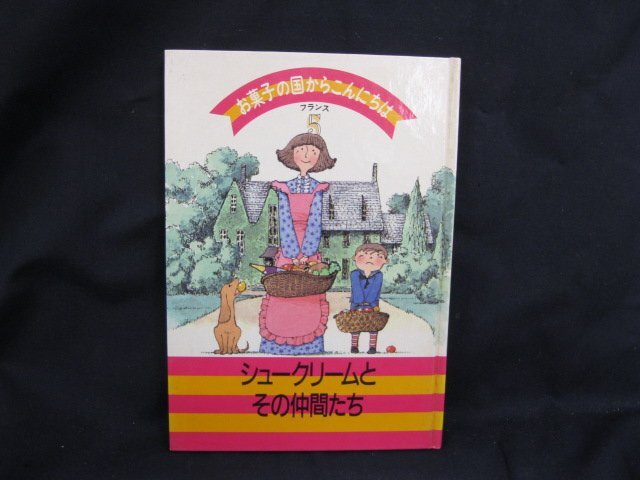 お菓子の国からこんにちは
フランス
5
シュークリームと
その仲間たち